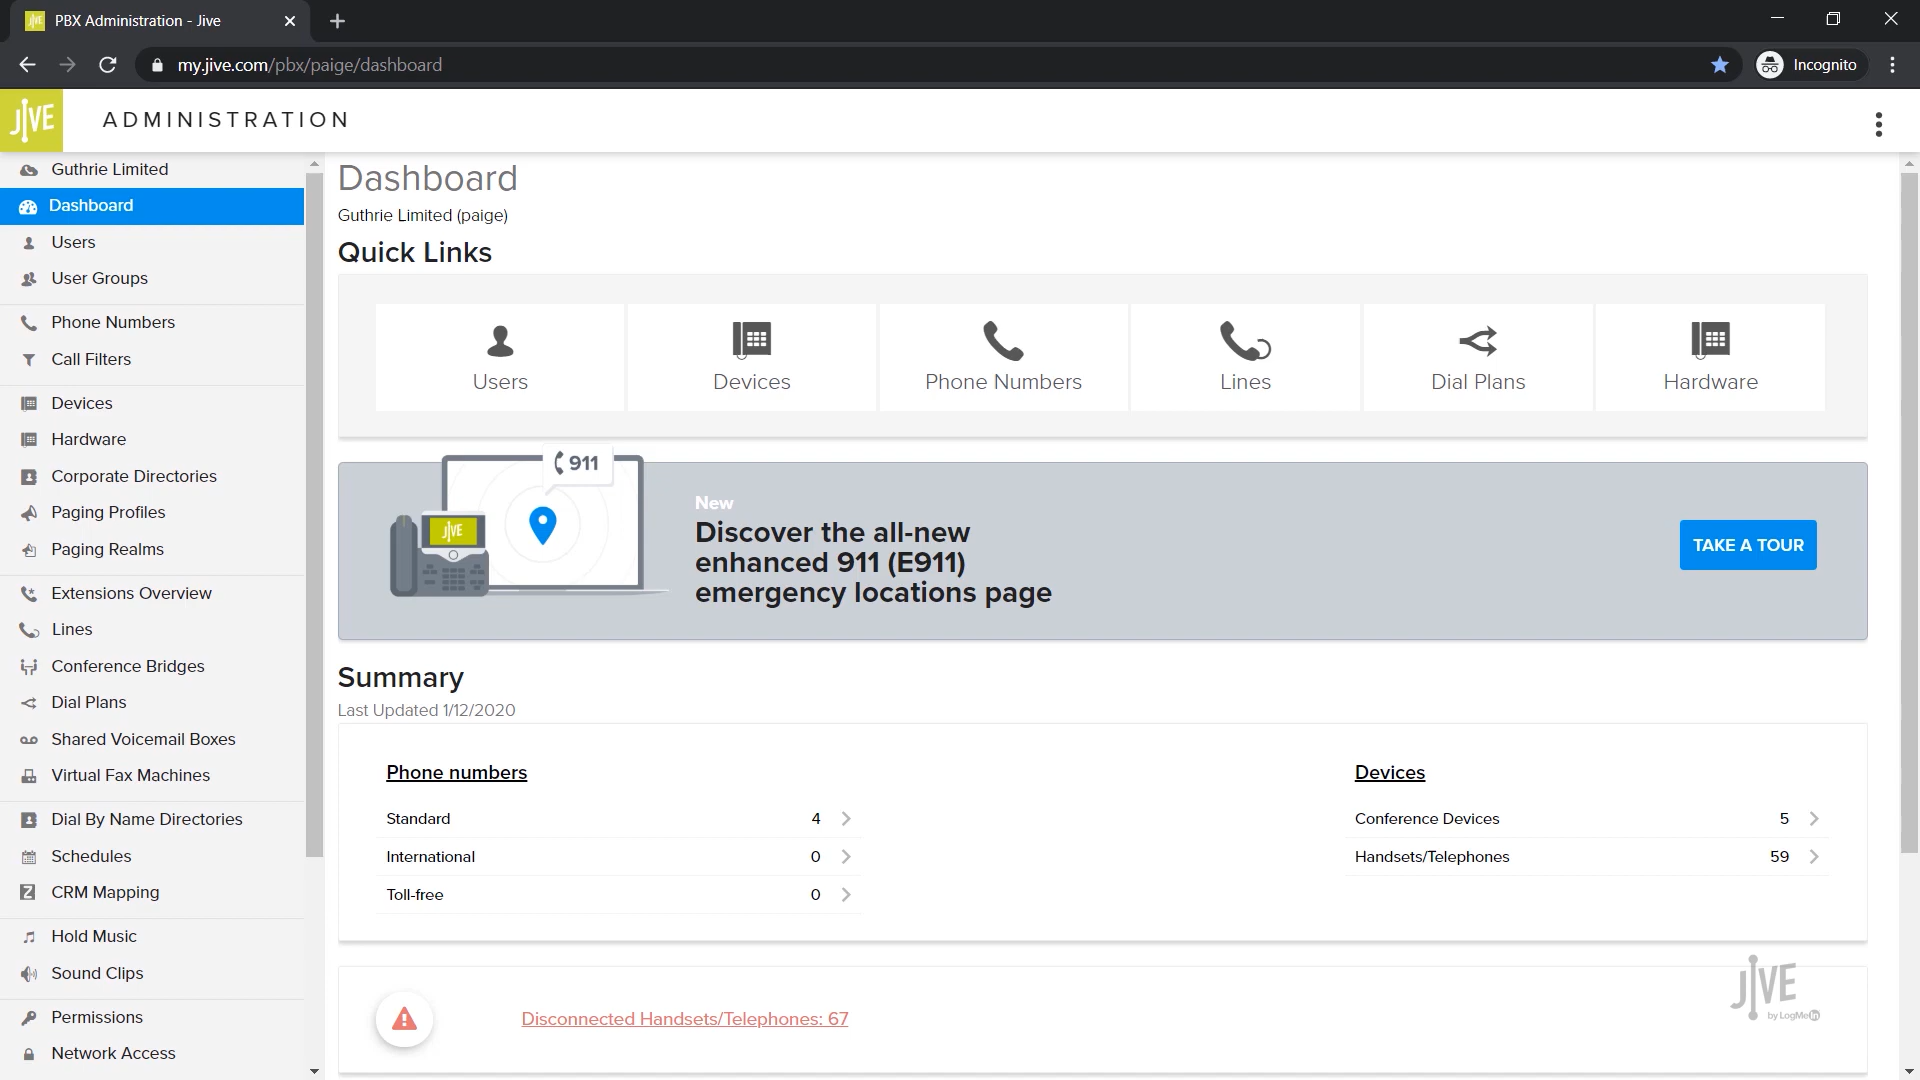 JIVE PBX Administration - Jive
my.jive.com/pbx/paige/dashboard
Incognito
JIVE
ADMINISTRATION
Guthrie Limited
Dashboard
Users
User Groups
Phone Numbers
Call Filters
Devices
Hardware
Corporate Directories
Paging Profiles
Paging Realms
Extensions Overview
Lines
Conference Bridges
Dial Plans
Shared Voicemail Boxes
Virtual Fax Machines
Dial By Name Directories
Schedules
CRM Mapping
Hold Music
Sound Clips
Permissions
Network Access
Dashboard
Guthrie Limited (paige)
Quick Links
Users
Devices
Phone Numbers
Lines
Dial Plans
Hardware
911
JIVE
New
Discover the all-new
enhanced 911 (E911)
emergency locations page
TAKE A TOUR
Summary
Last Updated 1/12/2020
Phone numbers
Standard 4
International 0
Toll-free 0
Devices
Conference Devices 5
Handsets/Telephones 59
Disconnected Handsets/Telephones: 67
JIVE
by LogMeIn